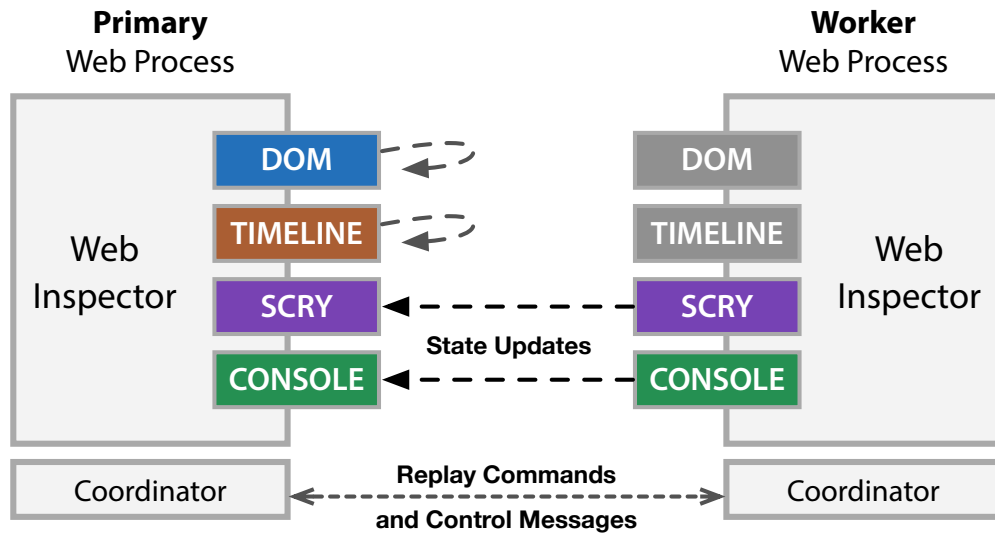 Primary
Web Process
Worker
Web Process
DOM
DOM
TIMELINE
TIMELINE
Web
Inspector
Web
Inspector
SCRY
SCRY
State Updates
CONSOLE
CONSOLE
Coordinator
Replay Commands
and Control Messages
Coordinator